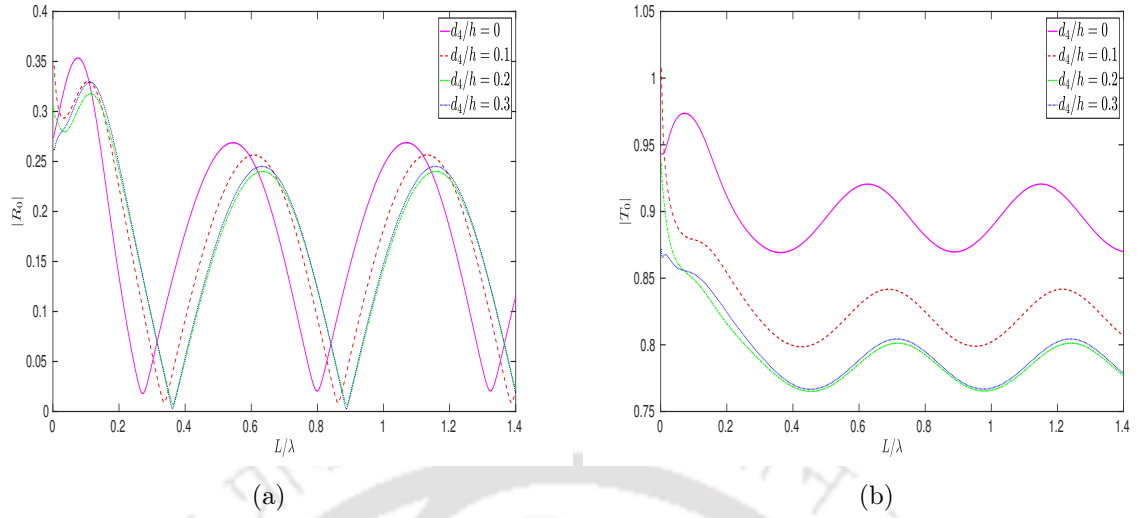 0.4
0.35
0.3
0.25
0.2
0.15
0.1
0.05
0
|R₀|
0 0.2 0.4 0.6 0.8 1 1.2 1.4
L/λ
d₄/h = 0
d₄/h = 0.1
d₄/h = 0.2
d₄/h = 0.3
(a)
1.05
1
0.95
0.9
0.85
0.8
0.75
|T₀|
0 0.2 0.4 0.6 0.8 1 1.2 1.4
L/λ
d₄/h = 0
d₄/h = 0.1
d₄/h = 0.2
d₄/h = 0.3
(b)